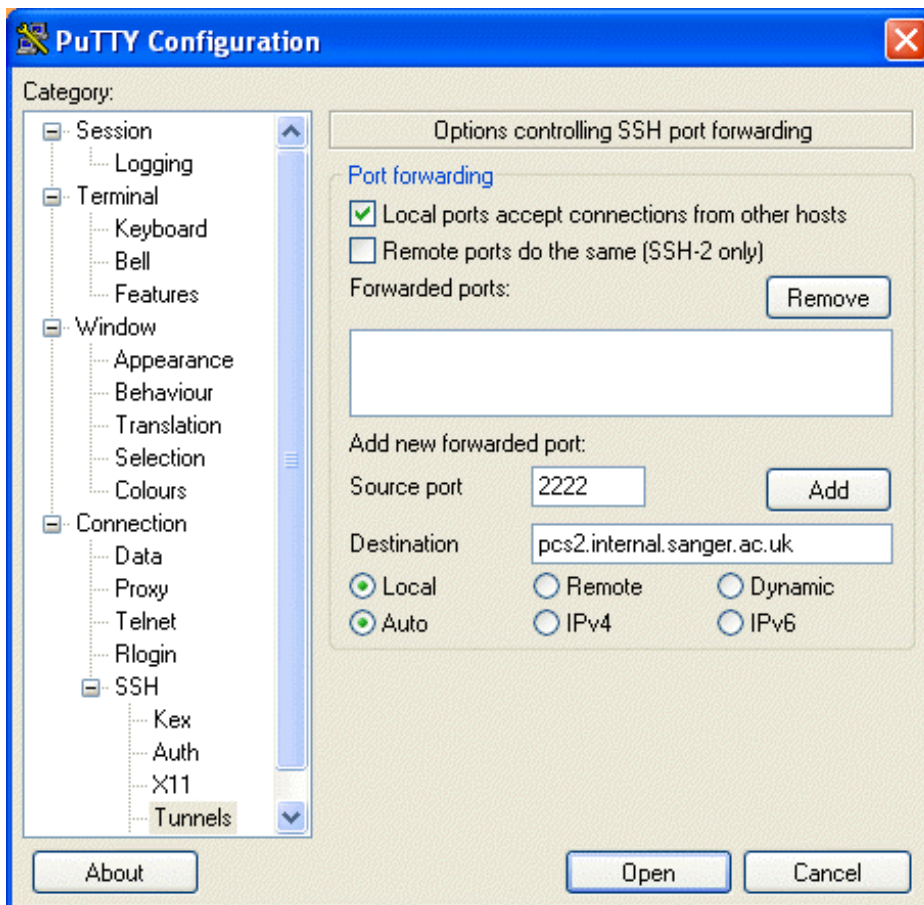 PuTTY Configuration
Category:
Session
Logging
Terminal
Keyboard
Bell
Features
Window
Appearance
Behaviour
Translation
Selection
Colours
Connection
Data
Proxy
Telnet
Rlogin
SSH
Kex
Auth
X11
Tunnels
Options controlling SSH port forwarding
Port forwarding
Local ports accept connections from other hosts
Remote ports do the same (SSH-2 only)
Forwarded ports: Remove
Add new forwarded port:
Source port 2222 Add
Destination pcs2.internal.sanger.ac.uk
Local Remote Dynamic
Auto IPv4 IPv6
About Open Cancel